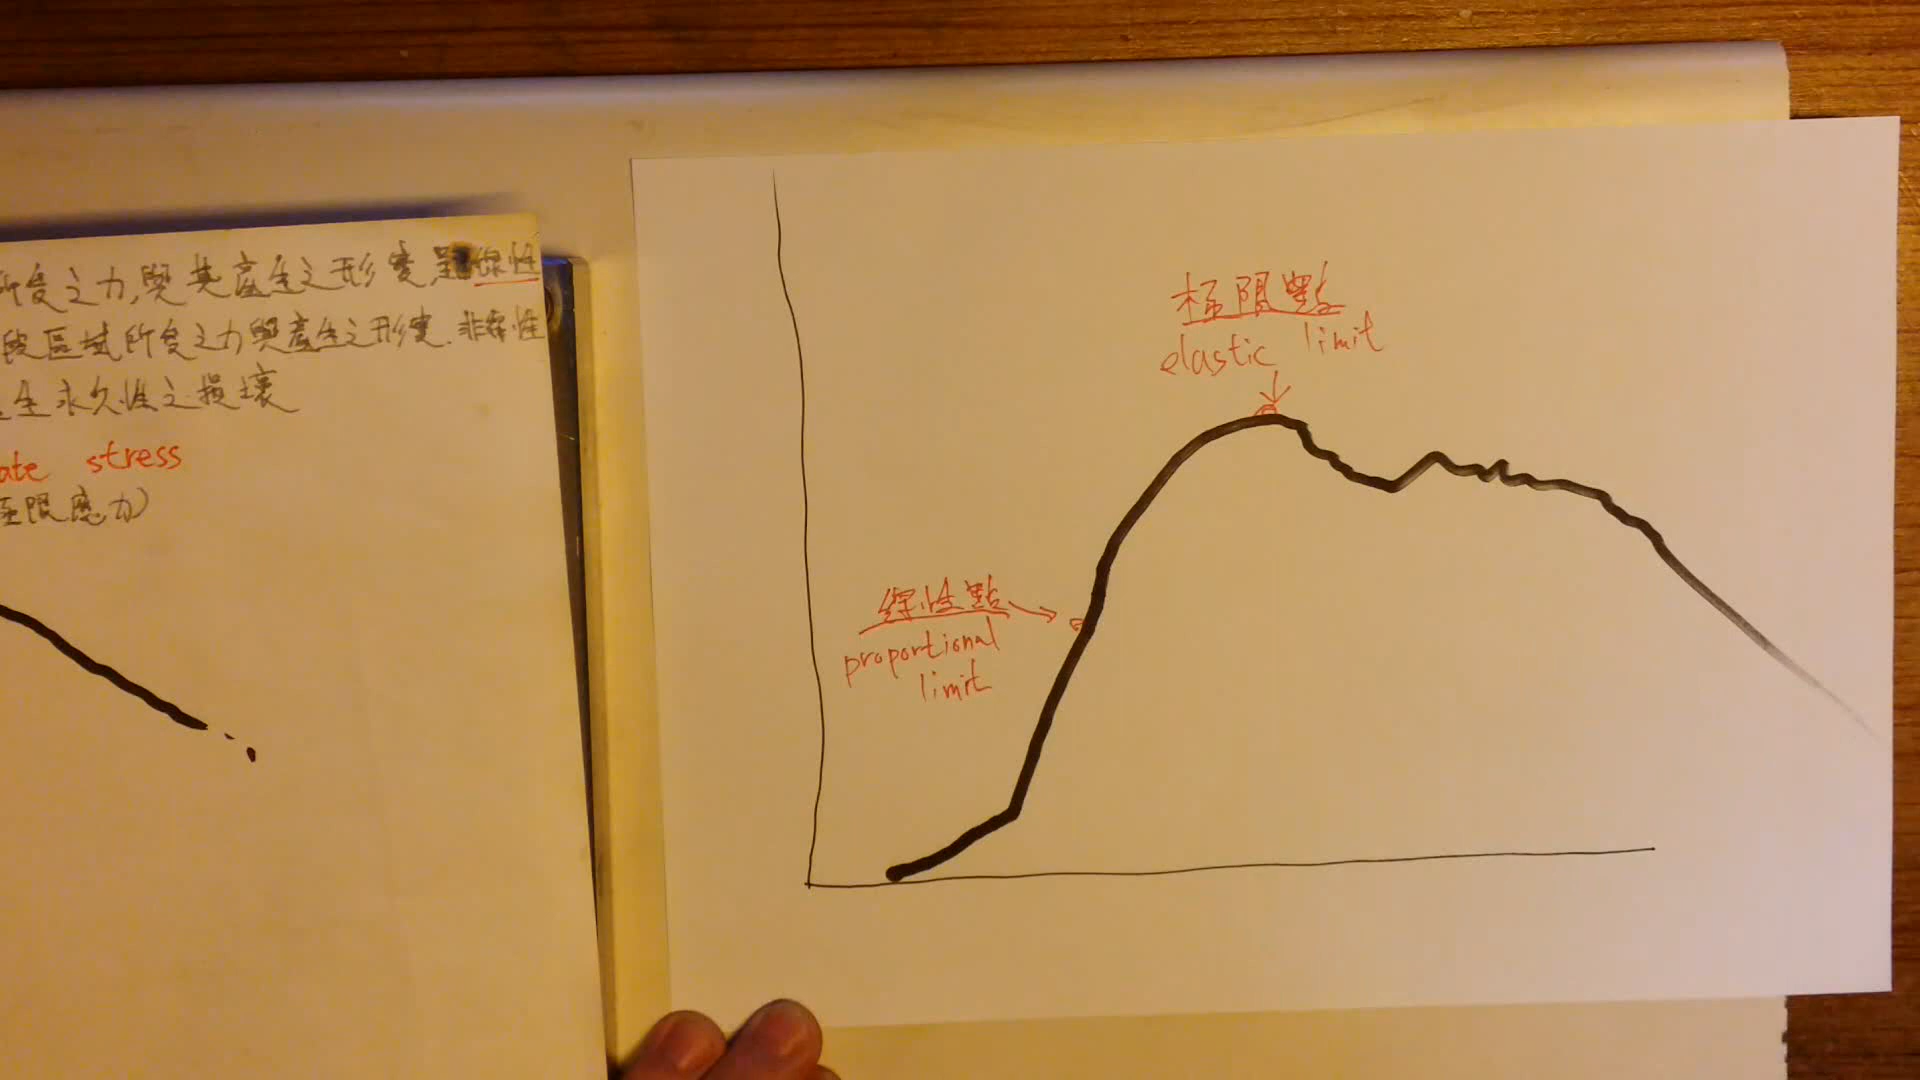 所受之力,與其產生之形變,呈線性
段區域所受之力與產生之形變.非線性
生永久性之損壞
ate stress
極限應力)
極限點
elastic limit
線性點
proportional
limit